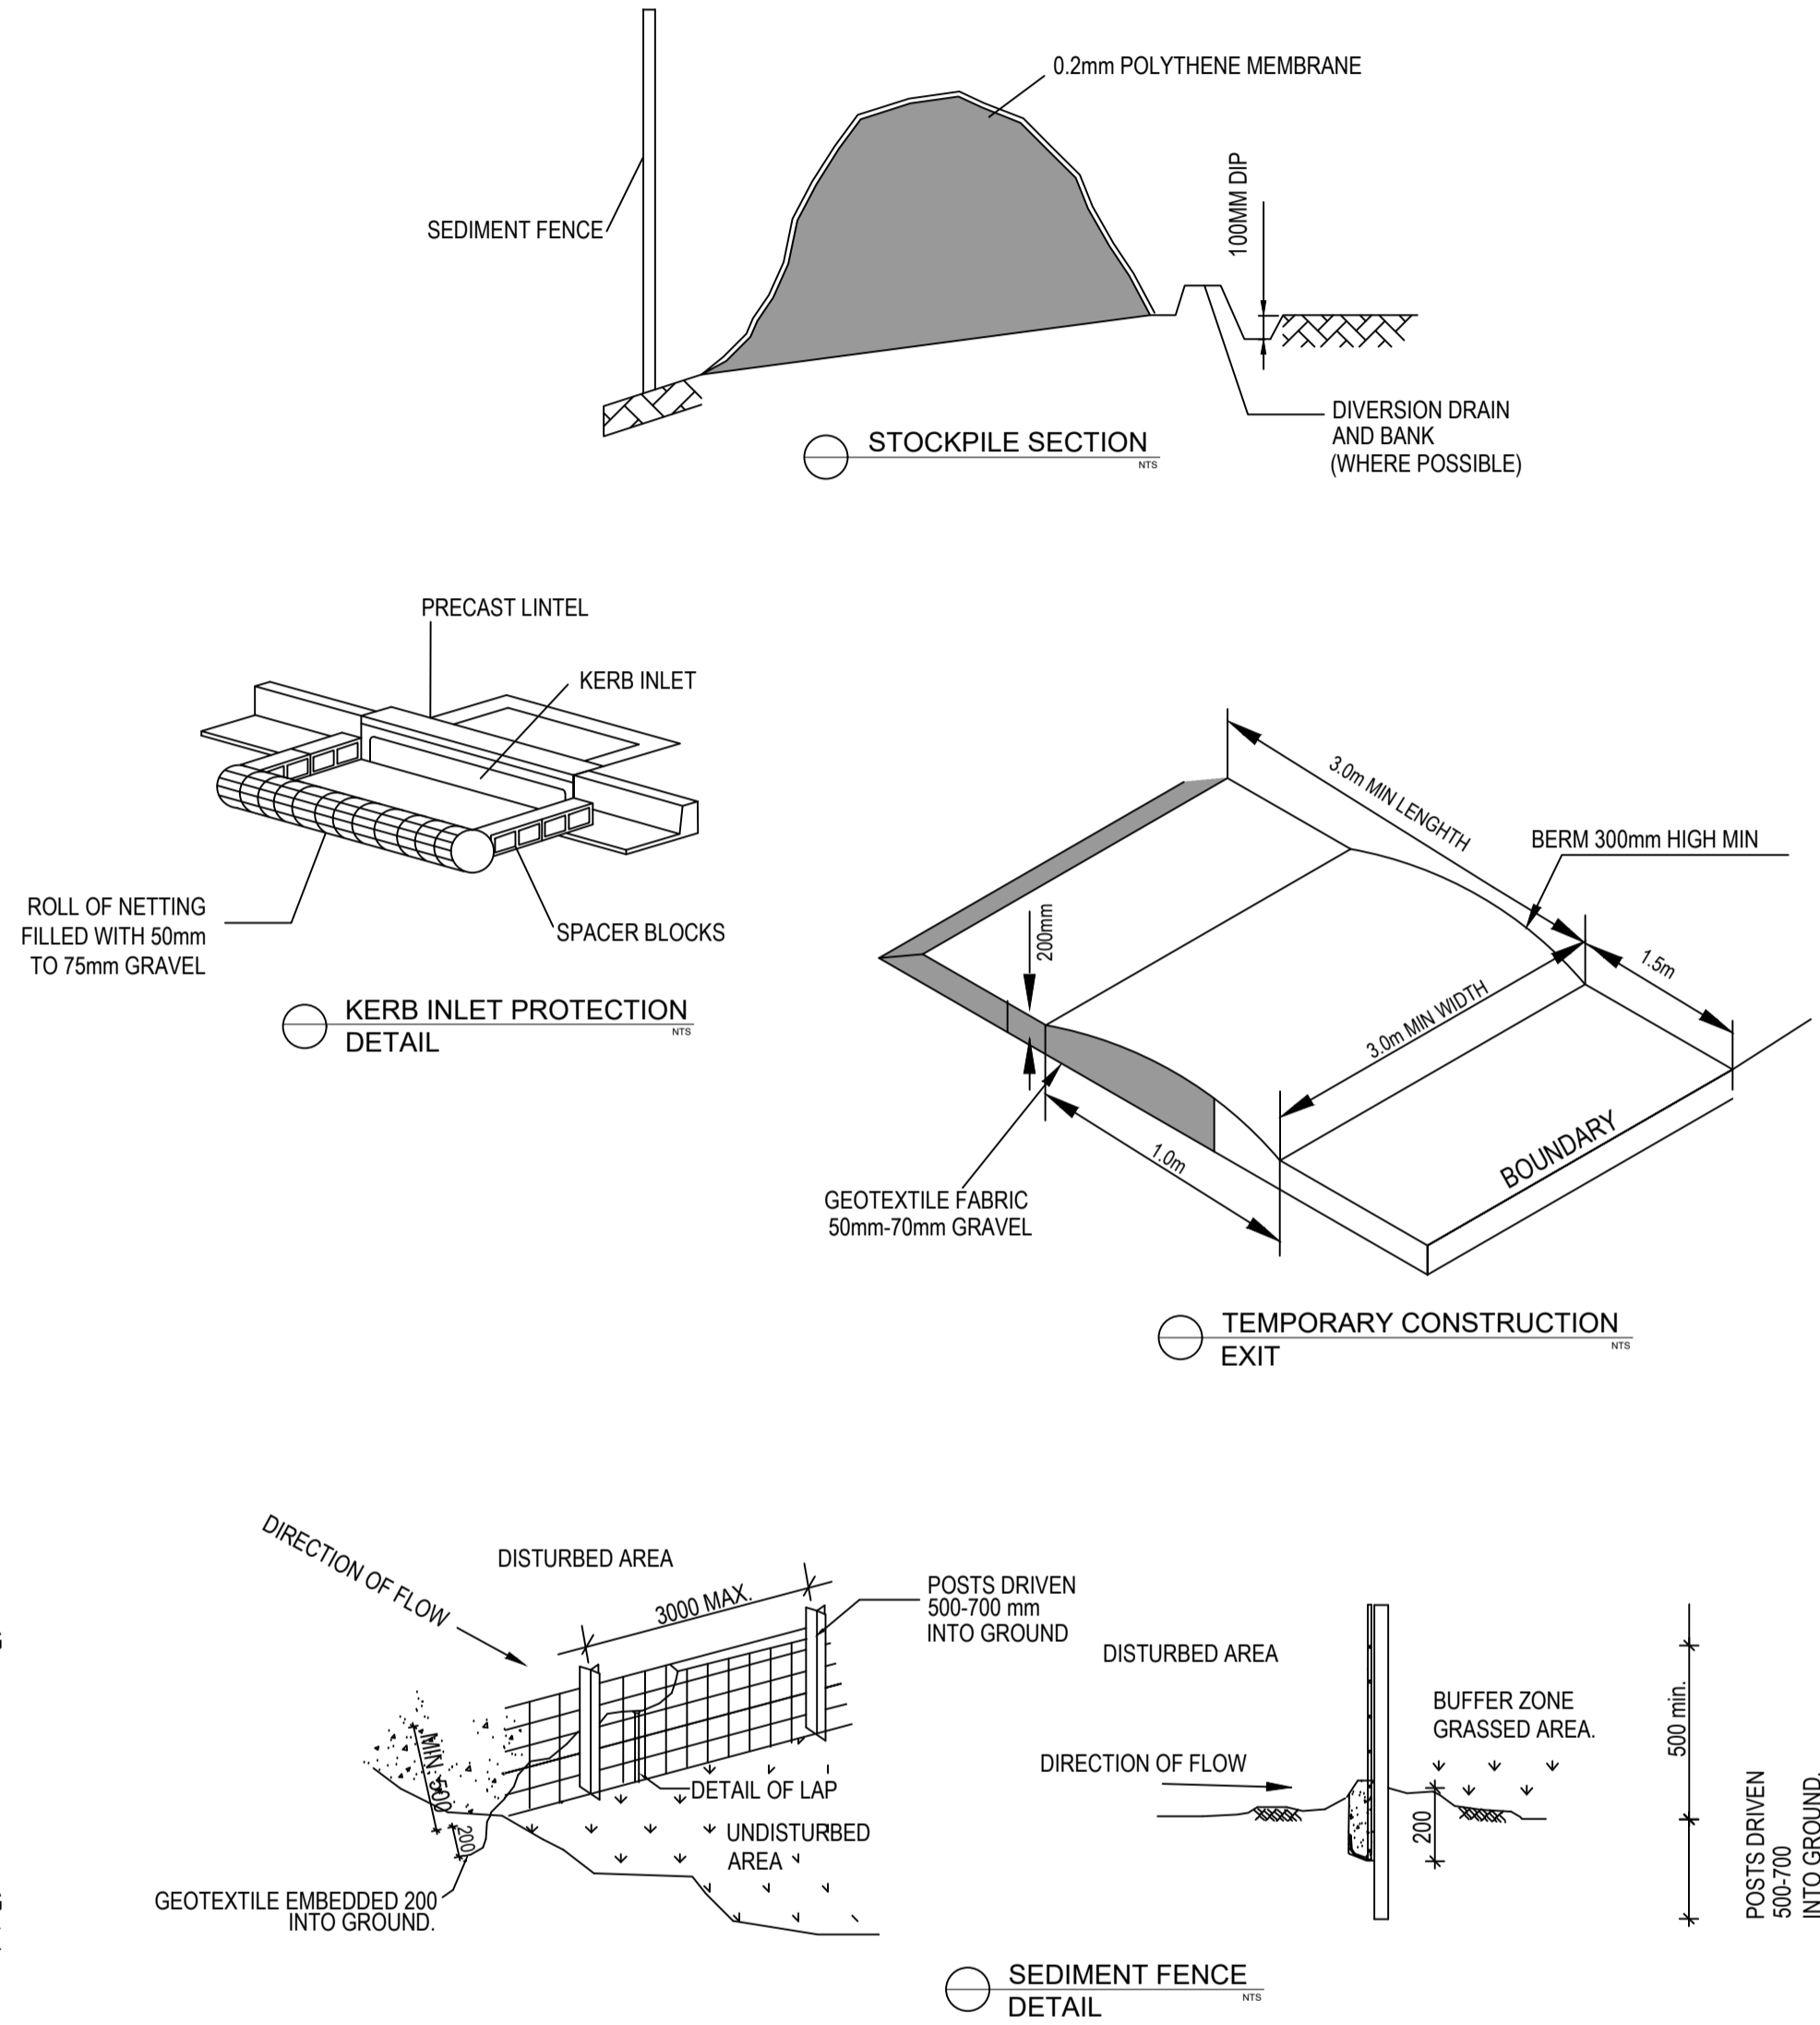 0.2mm POLYTHENE MEMBRANE
SEDIMENT FENCE
100MM DIP
DIVERSION DRAIN
AND BANK
(WHERE POSSIBLE)
STOCKPILE SECTION
NTS
PRECAST LINTEL
KERB INLET
ROLL OF NETTING
FILLED WITH 50mm
TO 75mm GRAVEL
SPACER BLOCKS
KERB INLET PROTECTION
NTS
DETAIL
3.0m MIN LENGHTH
BERM 300mm HIGH MIN
200mm
1.5m
3.0m MIN WIDTH
1.0m
BOUNDARY
GEOTEXTILE FABRIC
50mm-70mm GRAVEL
TEMPORARY CONSTRUCTION
NTS
EXIT
DIRECTION OF FLOW
DISTURBED AREA
3000 MAX.
POSTS DRIVEN
500-700 mm
INTO GROUND
MIN 500
200
DETAIL OF LAP
UNDISTURBED
AREA
GEOTEXTILE EMBEDDED 200
INTO GROUND.
DISTURBED AREA
BUFFER ZONE
GRASSED AREA.
DIRECTION OF FLOW
200
500 min.
POSTS DRIVEN
500-700
INTO GROUND.
SEDIMENT FENCE
NTS
DETAIL